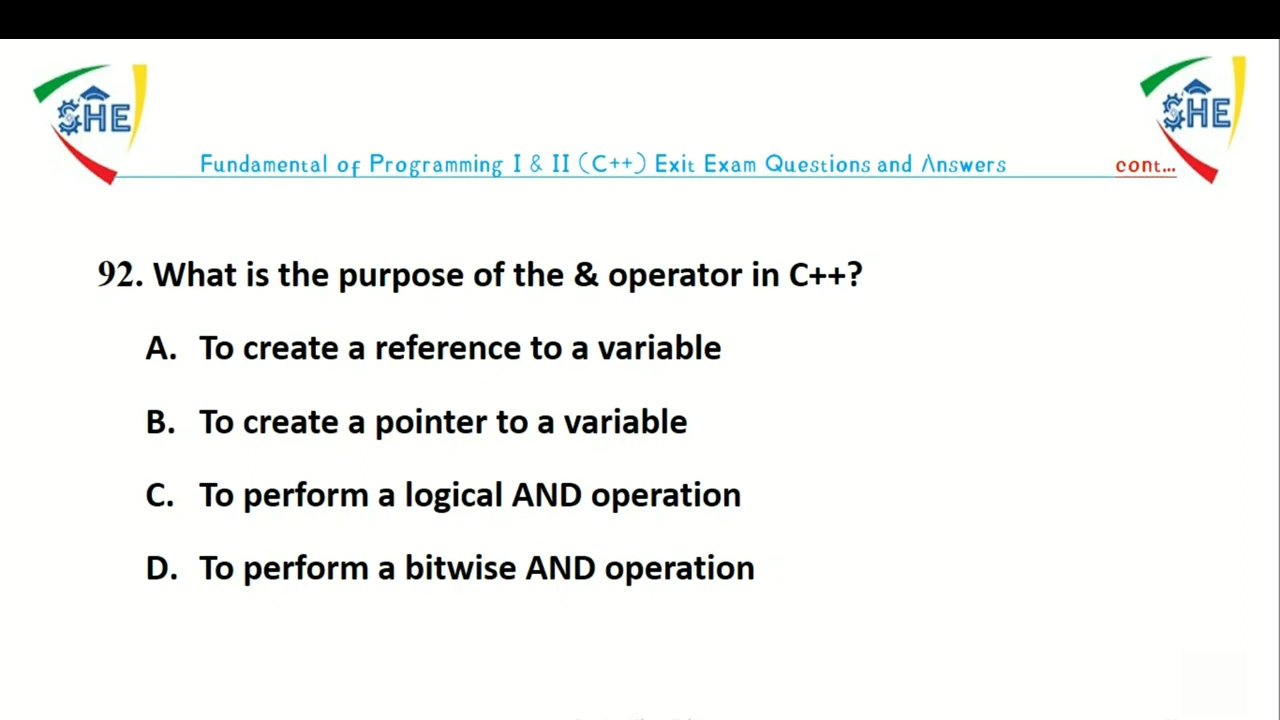 SHE
SHE
Fundamental of Programming I & II (C++) Exit Exam Questions and Answers cont...
92. What is the purpose of the & operator in C++?
A. To create a reference to a variable
B. To create a pointer to a variable
C. To perform a logical AND operation
D. To perform a bitwise AND operation